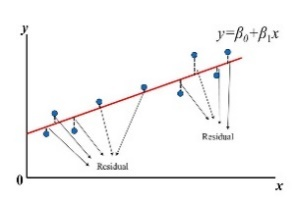 y
y=β₀+β₁x
Residual
Residual
0
x